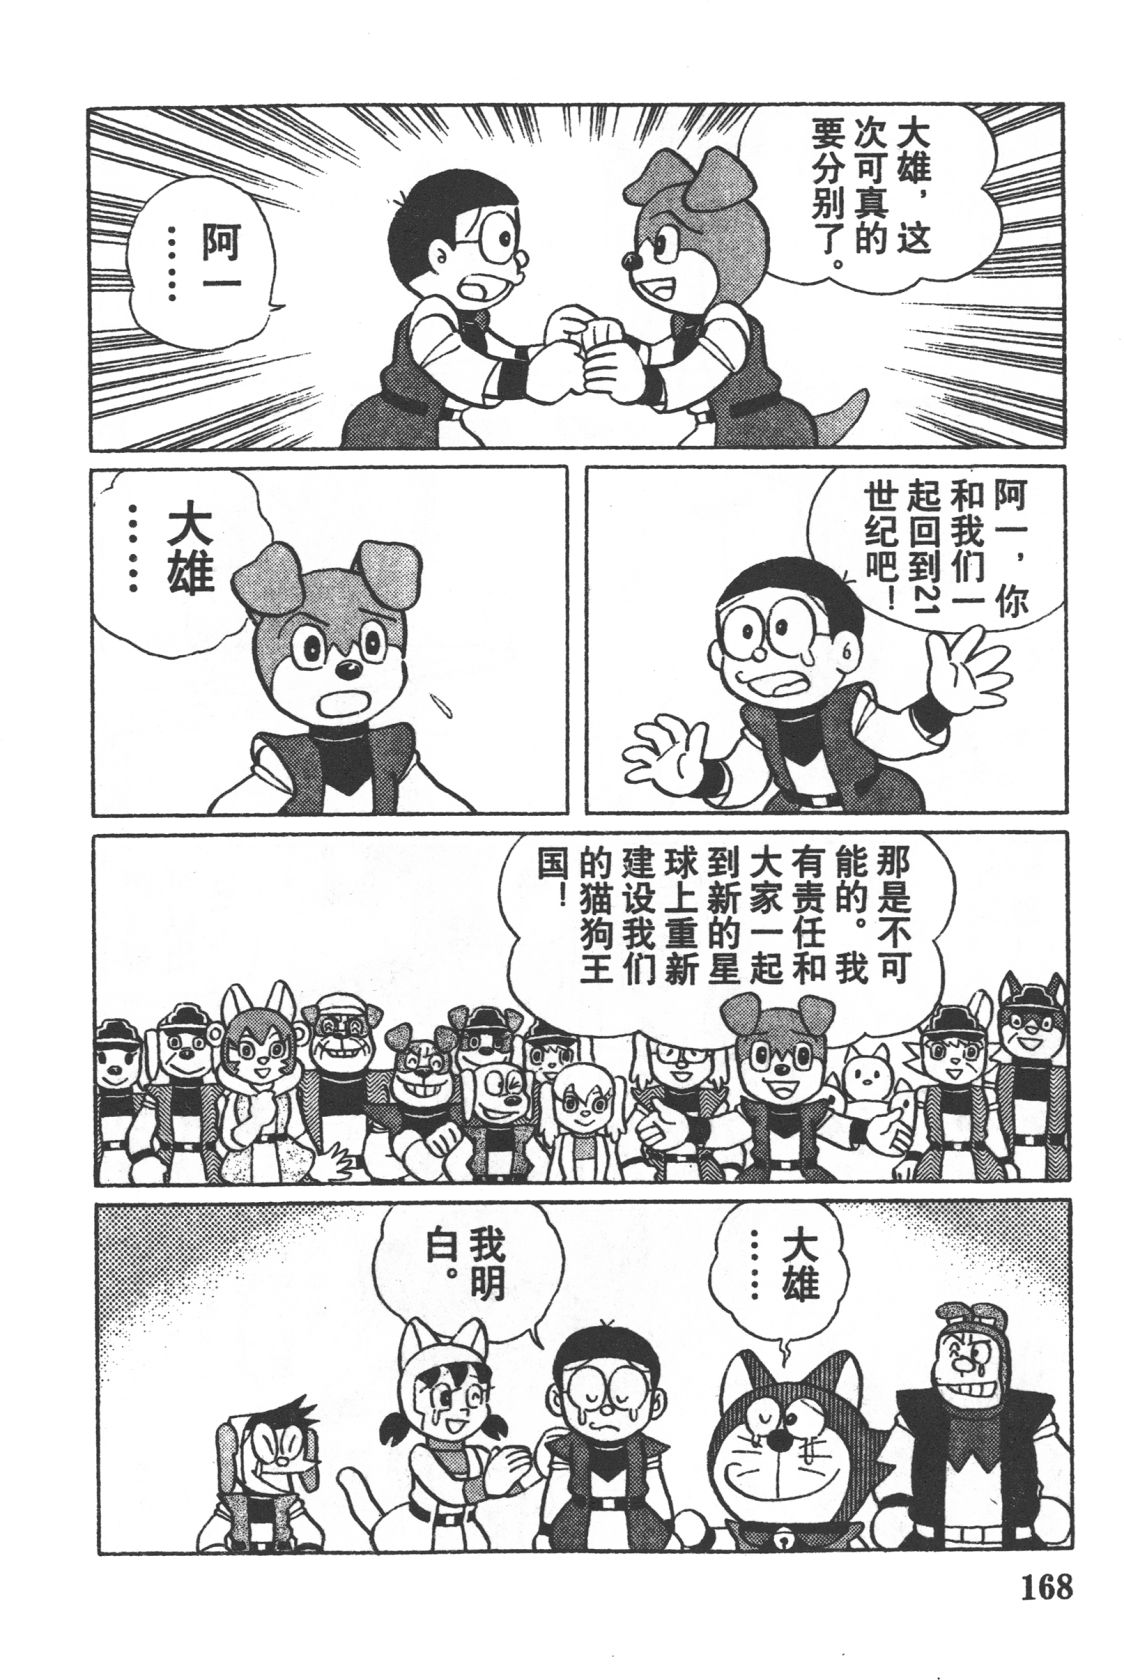 大雄，这
次可真的
要分别了。
阿一
……
阿一，你
和我们一
起回到21
世纪吧！
大雄
……
那是不可
能的。我
有责任和
大家一起
到新的星
球上重新
建设我们
的猫狗王
国！
大雄
……
我明
白。
168